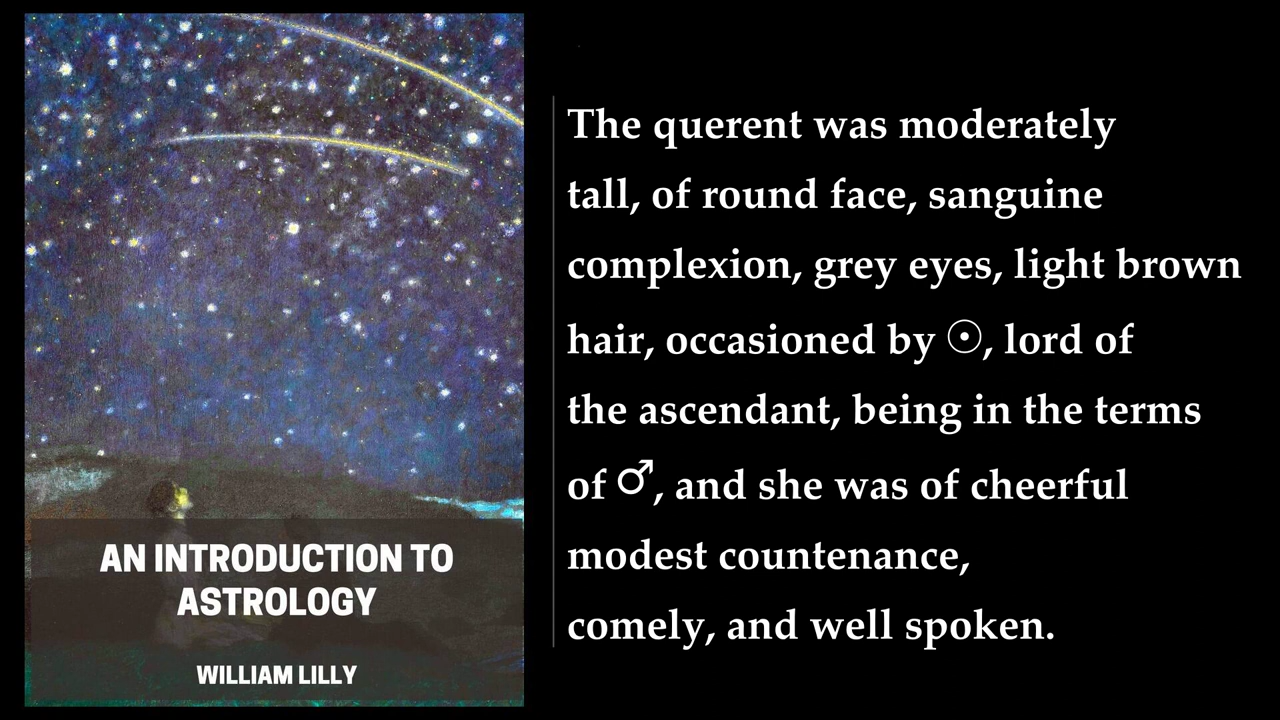 AN INTRODUCTION TO
ASTROLOGY
WILLIAM LILLY
The querent was moderately
tall, of round face, sanguine
complexion, grey eyes, light brown
hair, occasioned by ☉, lord of
the ascendant, being in the terms
of ♂, and she was of cheerful
modest countenance,
comely, and well spoken.